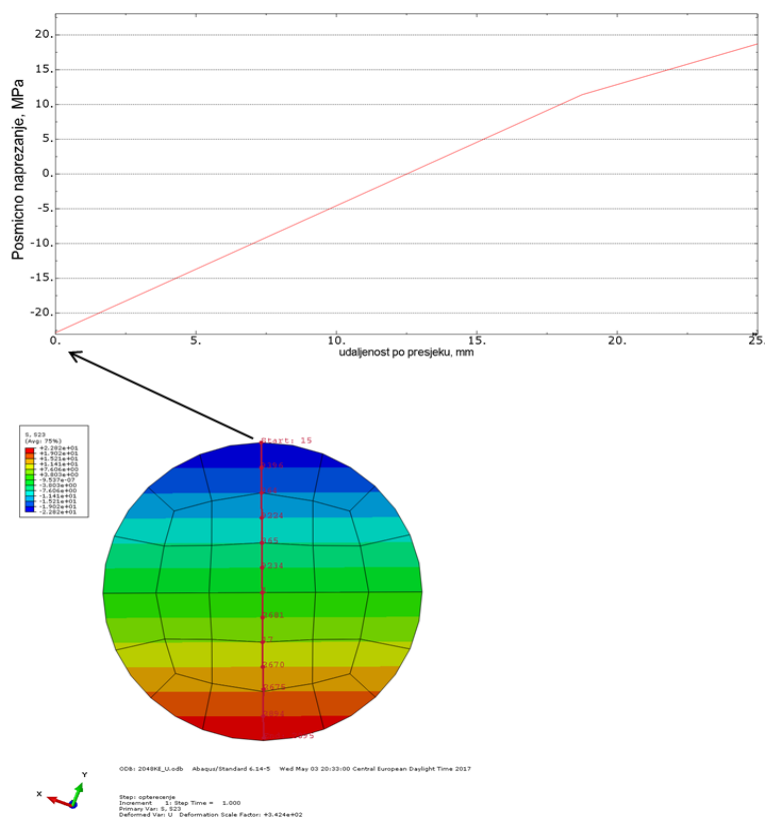 20.
15.
10.
5.
0.
-5.
-10.
-15.
-20.
Posmicno naprezanje, MPa
0. 5. 10. 15. 20. 25.
udaljenost po presjeku, mm
S, S23
(Avg: 75%)
+2.282e+01
+1.902e+01
+1.521e+01
+1.141e+01
+7.606e+00
+3.803e+00
-9.537e-07
-3.803e+00
-7.606e+00
-1.141e+01
-1.521e+01
-1.902e+01
-2.282e+01
Start: 15
2670
ODB: 2048KE_U.odb Abaqus/Standard 6.14-5 Wed May 03 20:33:00 Central European Daylight Time 2017
Y
X
Step: opterecenje
Increment 1: Step Time = 1.000
Primary Var: S, S23
Deformed Var: U Deformation Scale Factor: +3.424e+02